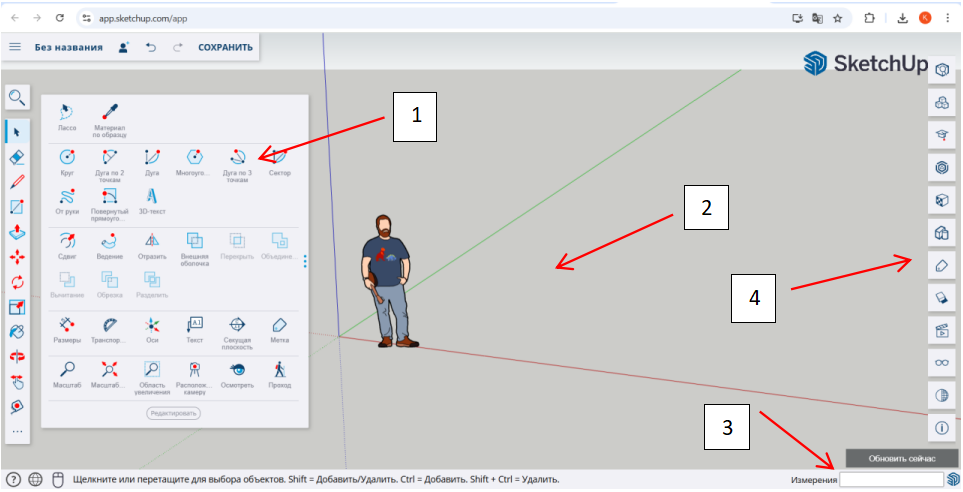 app.sketchup.com/app
K
Без названия
СОХРАНИТЬ
SketchUp
Лассо
Материал
по образцу
Круг
Дуга по 2
точкам
Дуга
Многоуго...
Дуга по 3
точкам
Сектор
От руки
Повернутый
прямоуго...
3D-текст
Сдвиг
Ведение
Отразить
Внешняя
оболочка
Перекрыть
Объедине...
Вычитание
Обрезка
Разделить
Размеры
Транспор...
Оси
A1
Текст
Секущая
плоскость
Метка
Масштаб
Масштаб...
Область
увеличения
Располож...
камеру
Осмотреть
Проход
Редактировать
1
2
4
3
Обновить сейчас
Щелкните или перетащите для выбора объектов. Shift = Добавить/Удалить. Ctrl = Добавить. Shift + Ctrl = Удалить.
Измерения